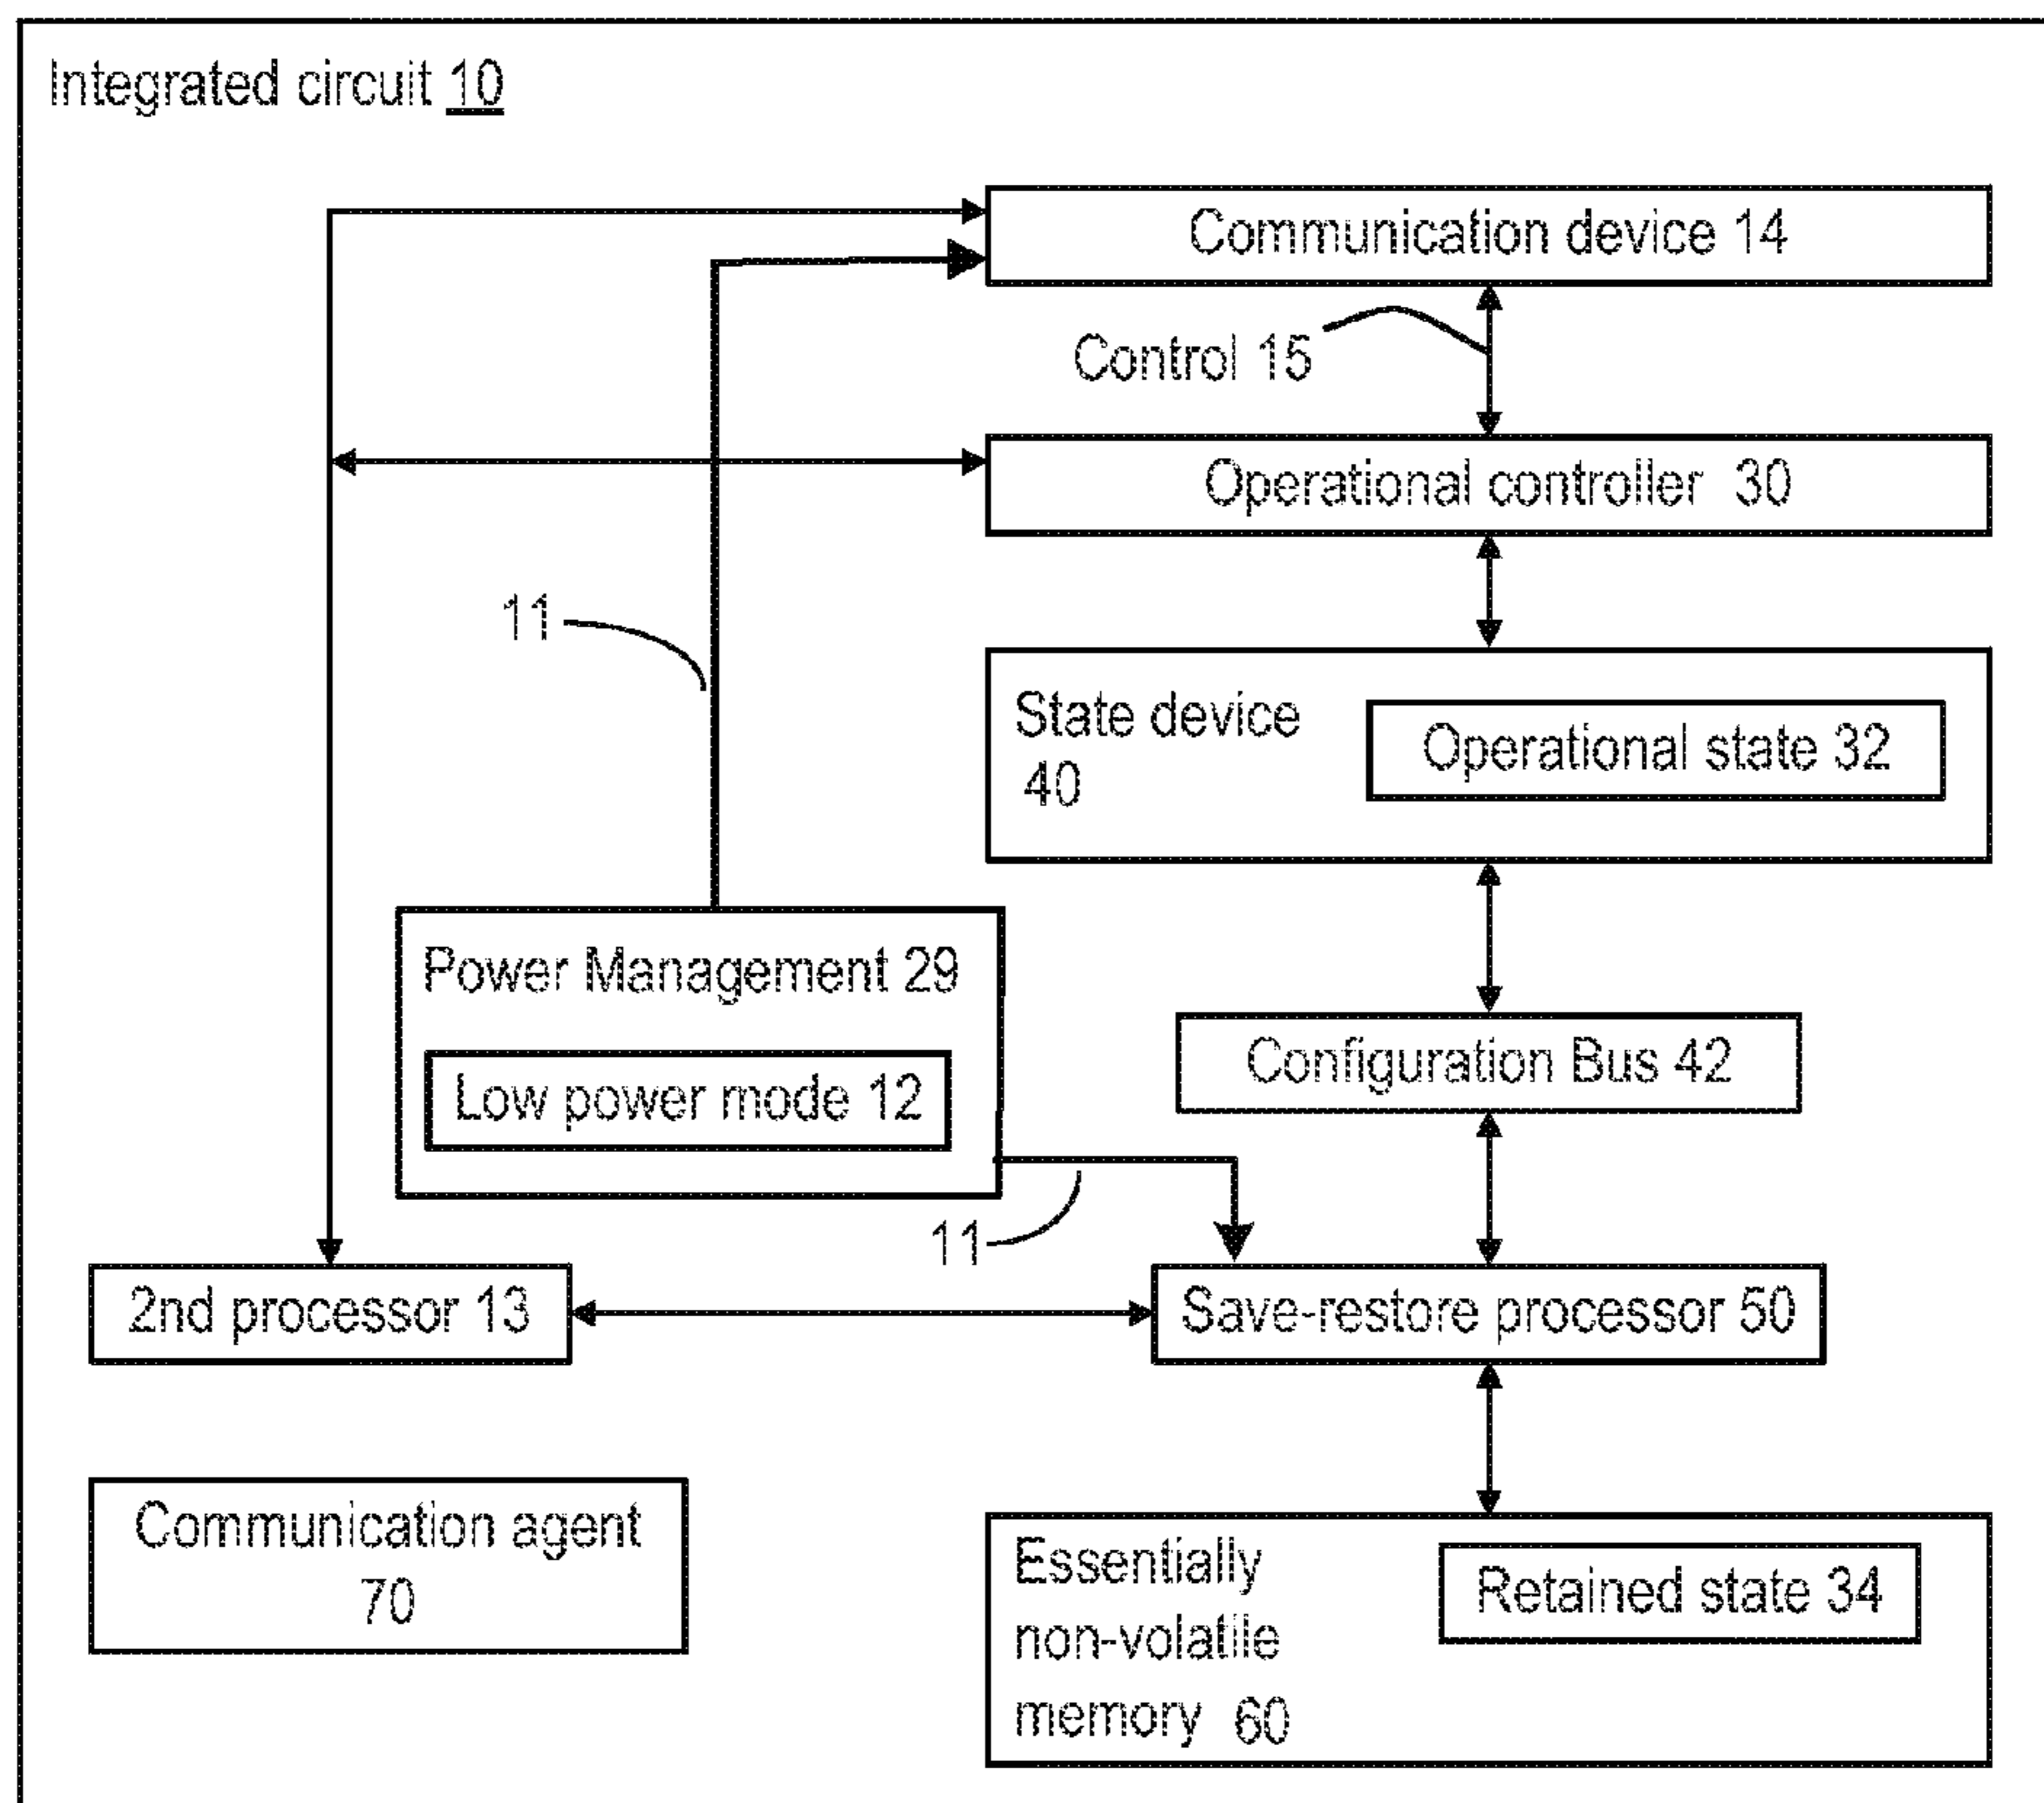 Integrated circuit 10
Communication device 14
Control 15
Operational controller 30
11
State device
40
Operational state 32
Power Management 29
Low power mode 12
Configuration Bus 42
11
2nd processor 13
Save-restore processor 50
Communication agent
70
Essentially
non-volatile
memory 60
Retained state 34